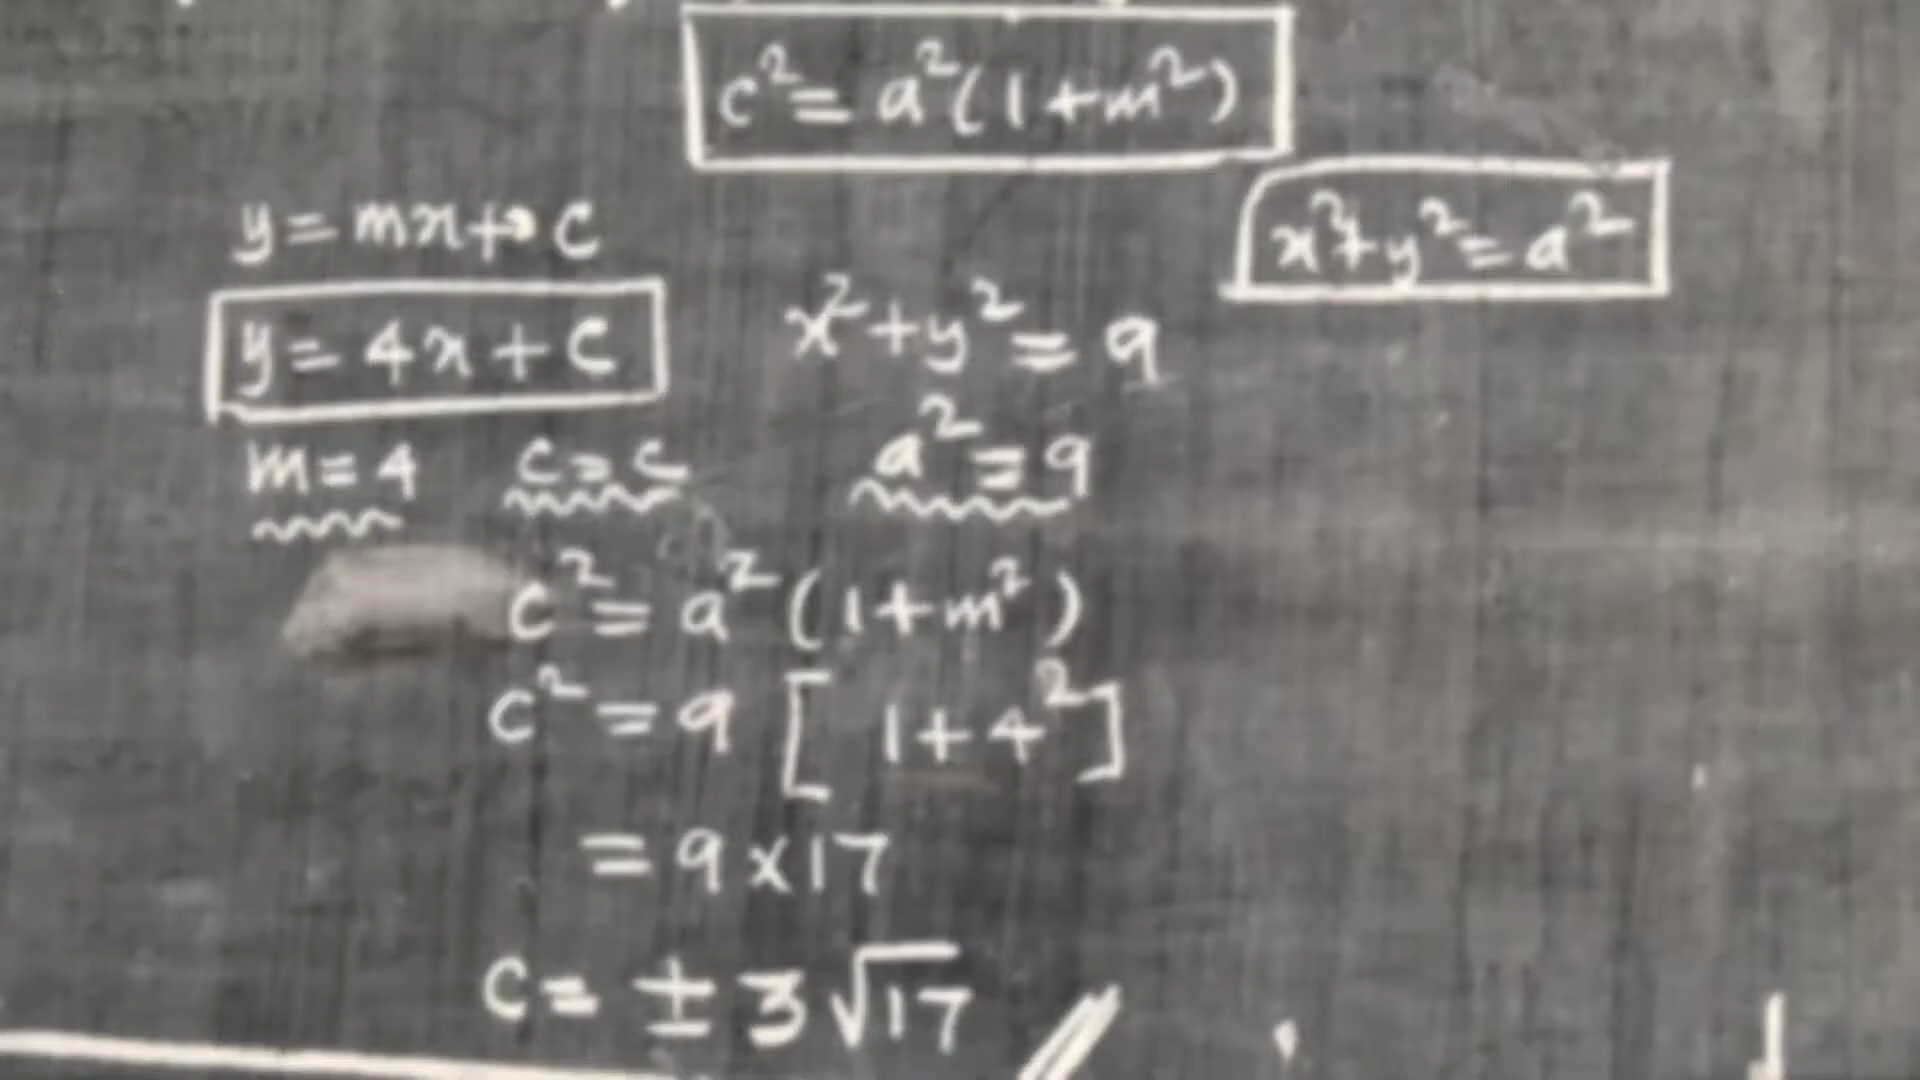 c² = a²(1+m²)
y = mx + c
x²+y² = a²
y = 4x + c
x²+y² = 9
m = 4 c = c a² = 9
c² = a²(1+m²)
c² = 9 [1+4²]
= 9 × 17
c = ± 3√17